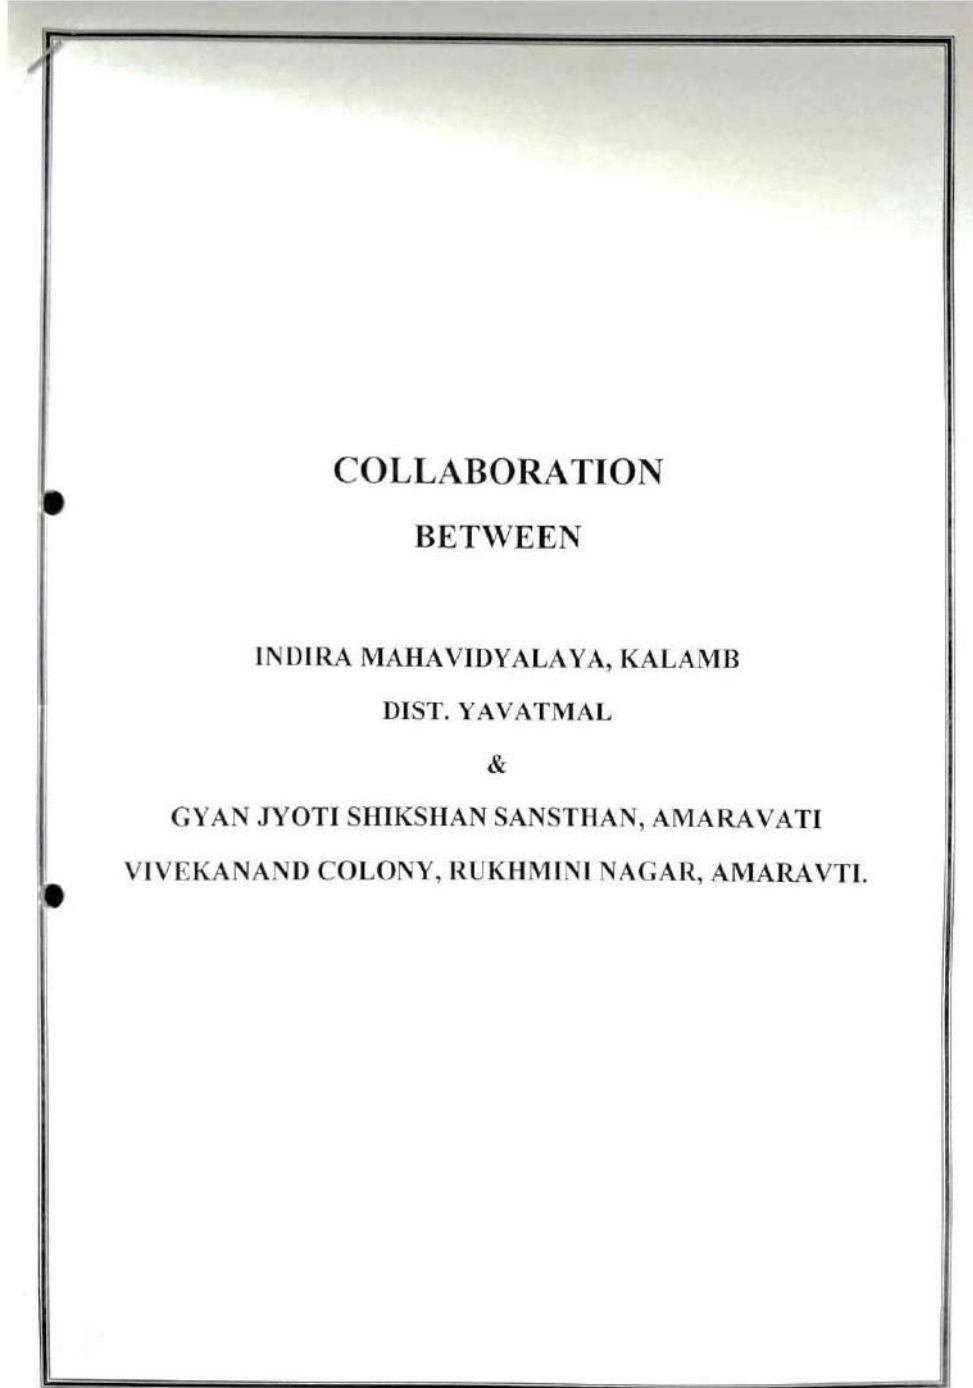 COLLABORATION
BETWEEN
INDIRA MAHAVIDYALAYA, KALAMB
DIST. YAVATMAL
&
GYAN JYOTI SHIKSHAN SANSTHAN, AMARAVATI
VIVEKANAND COLONY, RUKHMINI NAGAR, AMARAVTI.